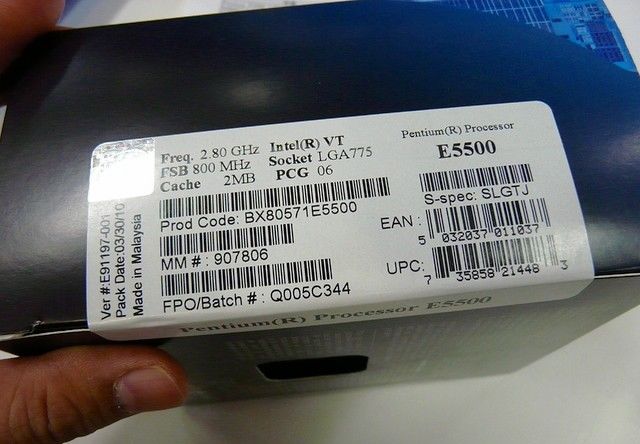 Freq. 2.80 GHz Intel(R) VT
FSB 800 MHz Socket LGA775
Cache 2MB PCG 06
Pentium(R) Processor
E5500
Prod Code: BX80571E5500
S-spec: SLGTJ
MM # : 907806
EAN :
5 032037 011037
FPO/Batch # : Q005C344
UPC:
7 35858 21448 3
Ver #:E91197-001
Pack Date:03/30/10
Made in Malaysia
Pentium(R) Processor E5500